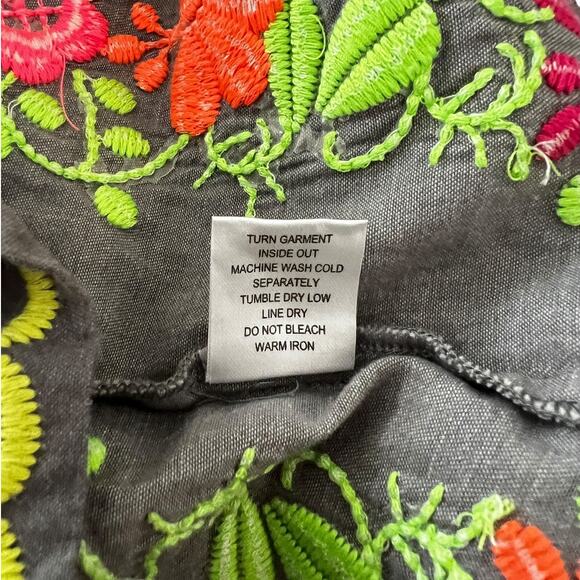 TURN GARMENT
INSIDE OUT
MACHINE WASH COLD
SEPARATELY
TUMBLE DRY LOW
LINE DRY
DO NOT BLEACH
WARM IRON